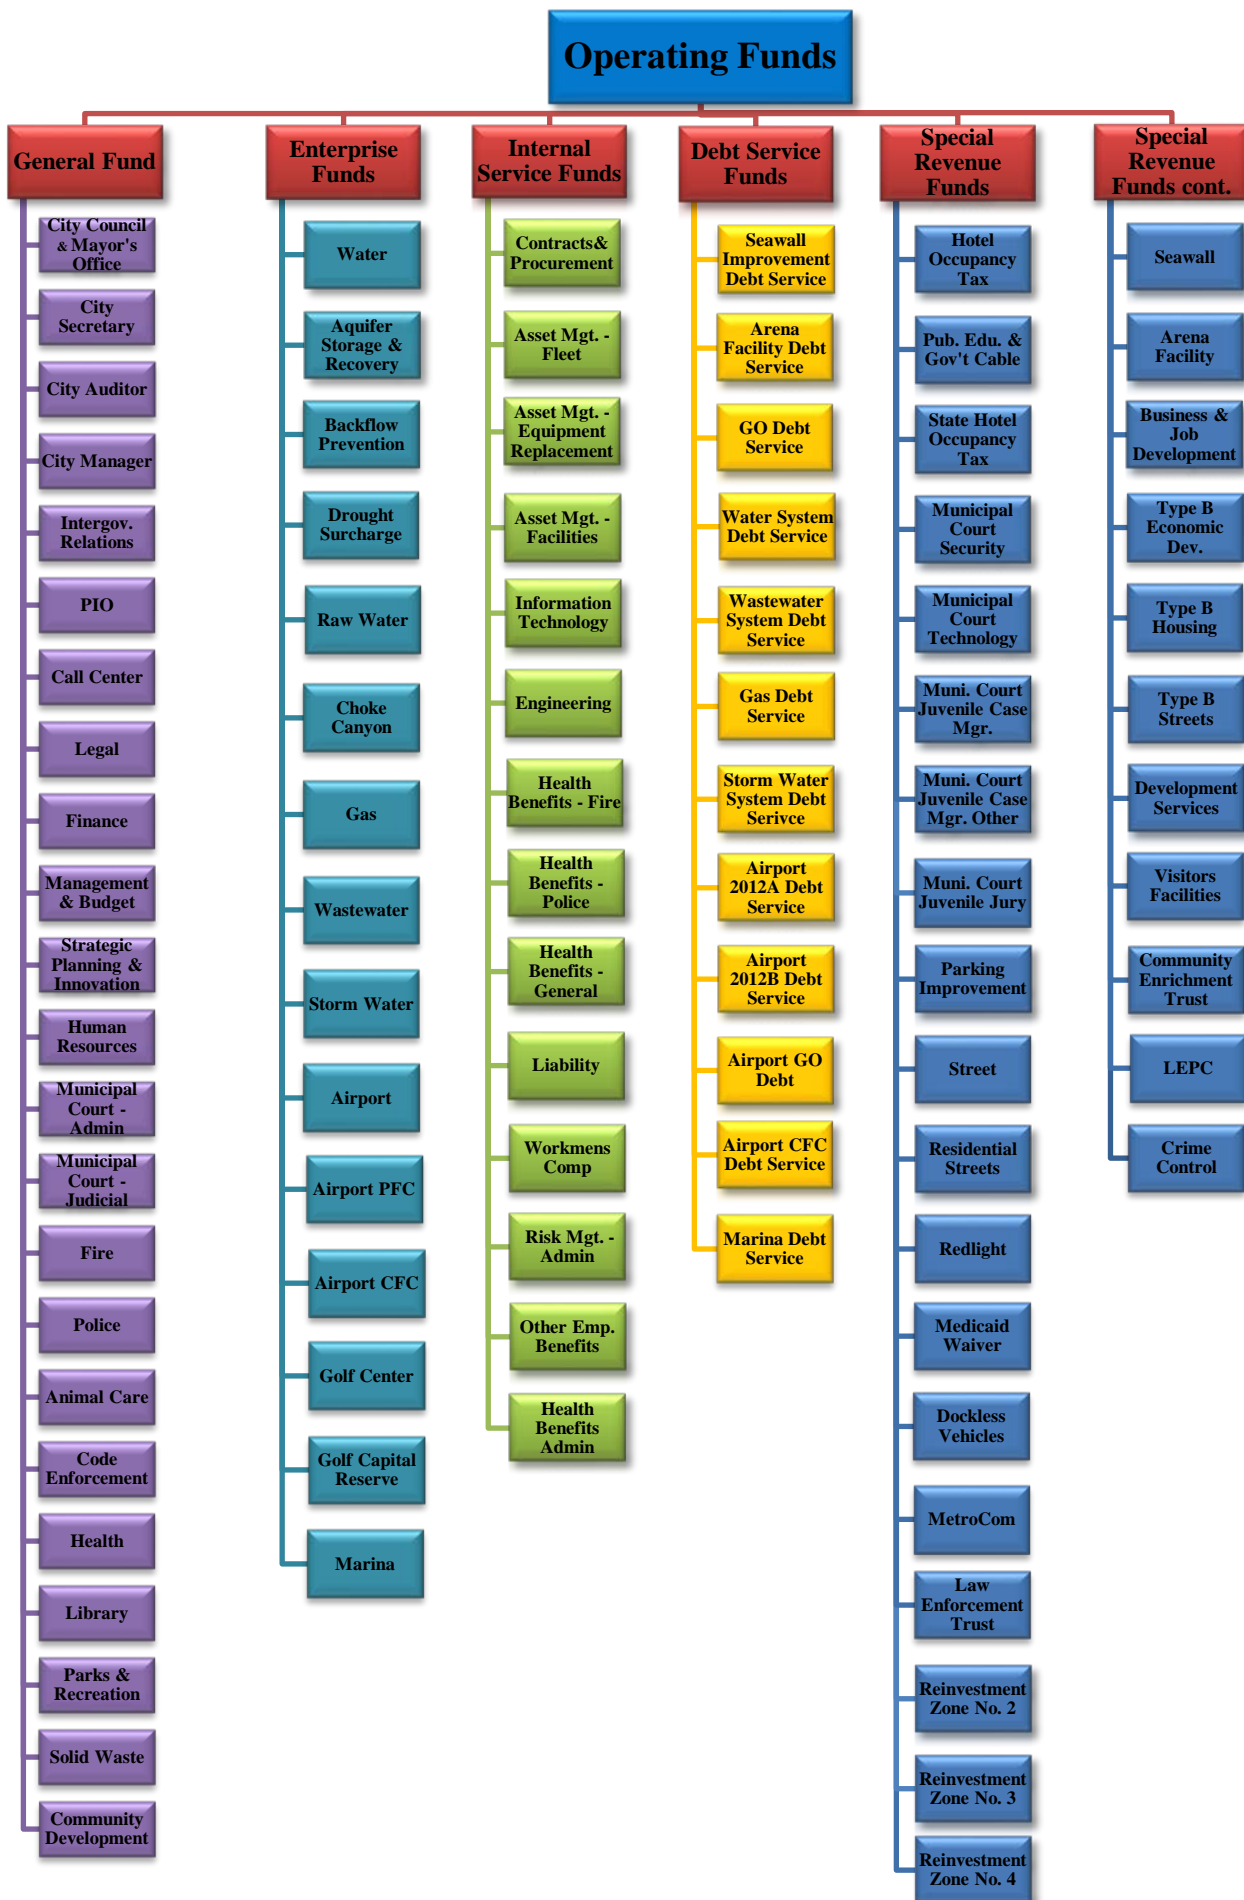 Operating Funds
General Fund
City Council
& Mayor's
Office
City
Secretary
City Auditor
City Manager
Intergov.
Relations
PIO
Call Center
Legal
Finance
Management
& Budget
Strategic
Planning &
Innovation
Human
Resources
Municipal
Court -
Admin
Municipal
Court -
Judicial
Fire
Police
Animal Care
Code
Enforcement
Health
Library
Parks &
Recreation
Solid Waste
Community
Development
Enterprise
Funds
Water
Aquifer
Storage &
Recovery
Backflow
Prevention
Drought
Surcharge
Raw Water
Choke
Canyon
Gas
Wastewater
Storm Water
Airport
Airport PFC
Airport CFC
Golf Center
Golf Capital
Reserve
Marina
Internal
Service Funds
Contracts&
Procurement
Asset Mgt. -
Fleet
Asset Mgt. -
Equipment
Replacement
Asset Mgt. -
Facilities
Information
Technology
Engineering
Health
Benefits - Fire
Health
Benefits -
Police
Health
Benefits -
General
Liability
Workmens
Comp
Risk Mgt. -
Admin
Other Emp.
Benefits
Health
Benefits
Admin
Debt Service
Funds
Seawall
Improvement
Debt Service
Arena
Facility Debt
Service
GO Debt
Service
Water System
Debt Service
Wastewater
System Debt
Service
Gas Debt
Service
Storm Water
System Debt
Serivce
Airport
2012A Debt
Service
Airport
2012B Debt
Service
Airport GO
Debt
Airport CFC
Debt Service
Marina Debt
Service
Special
Revenue
Funds
Hotel
Occupancy
Tax
Pub. Edu. &
Gov't Cable
State Hotel
Occupancy
Tax
Municipal
Court
Security
Municipal
Court
Technology
Muni. Court
Juvenile Case
Mgr.
Muni. Court
Juvenile Case
Mgr. Other
Muni. Court
Juvenile Jury
Parking
Improvement
Street
Residential
Streets
Redlight
Medicaid
Waiver
Dockless
Vehicles
MetroCom
Law
Enforcement
Trust
Reinvestment
Zone No. 2
Reinvestment
Zone No. 3
Reinvestment
Zone No. 4
Special
Revenue
Funds cont.
Seawall
Arena
Facility
Business &
Job
Development
Type B
Economic
Dev.
Type B
Housing
Type B
Streets
Development
Services
Visitors
Facilities
Community
Enrichment
Trust
LEPC
Crime
Control